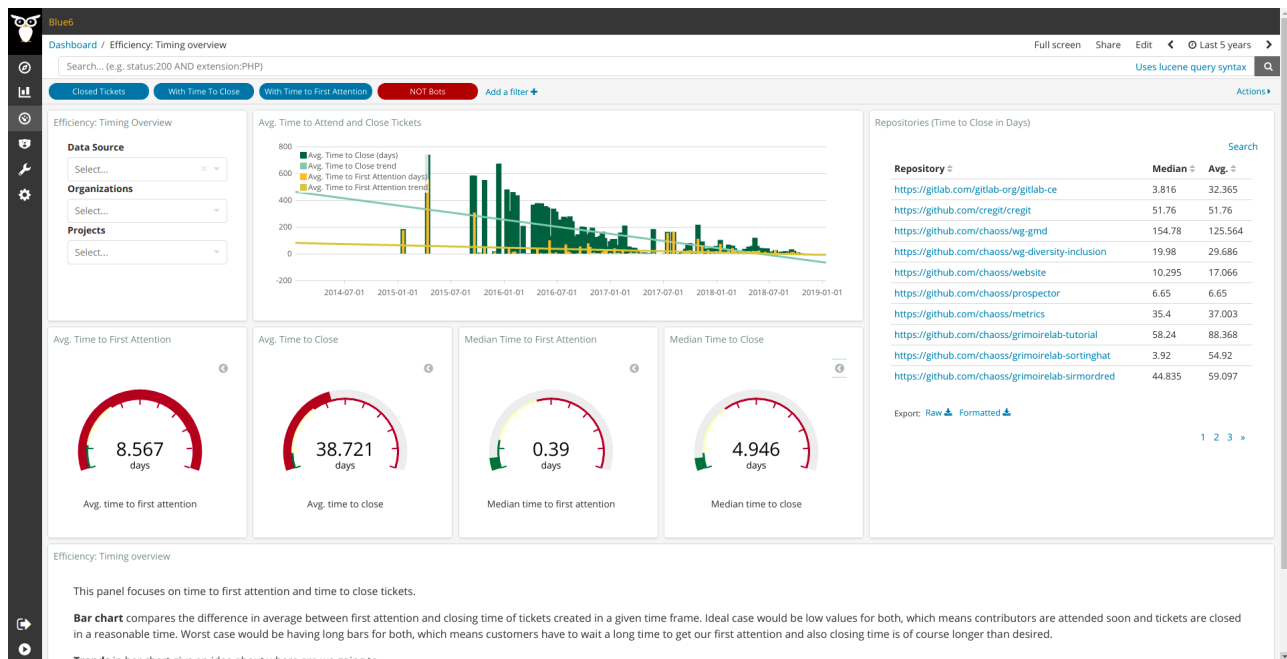 Blue6
Dashboard / Efficiency: Timing overview
Full screen Share Edit Last 5 years
Search... (e.g. status:200 AND extension:PHP)
Uses lucene query syntax
Closed Tickets With Time To Close With Time to First Attention NOT Bots Add a filter +
Actions
Efficiency: Timing Overview
Data Source
Select...
Organizations
Select...
Projects
Select...
Avg. Time to Attend and Close Tickets
800
600
400
200
0
-200
Avg. Time to Close (days)
Avg. Time to Close trend
Avg. Time to First Attention days)
Avg. Time to First Attention trend
2014-07-01 2015-01-01 2015-07-01 2016-01-01 2016-07-01 2017-01-01 2017-07-01 2018-01-01 2018-07-01 2019-01-01
Repositories (Time to Close in Days)
Search
Repository Median Avg.
https://gitlab.com/gitlab-org/gitlab-ce 3.816 32.365
https://github.com/cregit/cregit 51.76 51.76
https://github.com/chaoss/wg-gmd 154.78 125.564
https://github.com/chaoss/wg-diversity-inclusion 19.98 29.686
https://github.com/chaoss/website 10.295 17.066
https://github.com/chaoss/prospector 6.65 6.65
https://github.com/chaoss/metrics 35.4 37.003
https://github.com/chaoss/grimoirelab-tutorial 58.24 88.368
https://github.com/chaoss/grimoirelab-sortinghat 3.92 54.92
https://github.com/chaoss/grimoirelab-sirmordred 44.835 59.097
Export: Raw Formatted
1 2 3 »
Avg. Time to First Attention
8.567
days
Avg. time to first attention
Avg. Time to Close
38.721
days
Avg. time to close
Median Time to First Attention
0.39
days
Median time to first attention
Median Time to Close
4.946
days
Median time to close
Efficiency: Timing overview
This panel focuses on time to first attention and time to close tickets.
Bar chart compares the difference in average between first attention and closing time of tickets created in a given time frame. Ideal case would be low values for both, which means contributors are attended soon and tickets are closed
in a reasonable time. Worst case would be having long bars for both, which means customers have to wait a long time to get our first attention and also closing time is of course longer than desired.